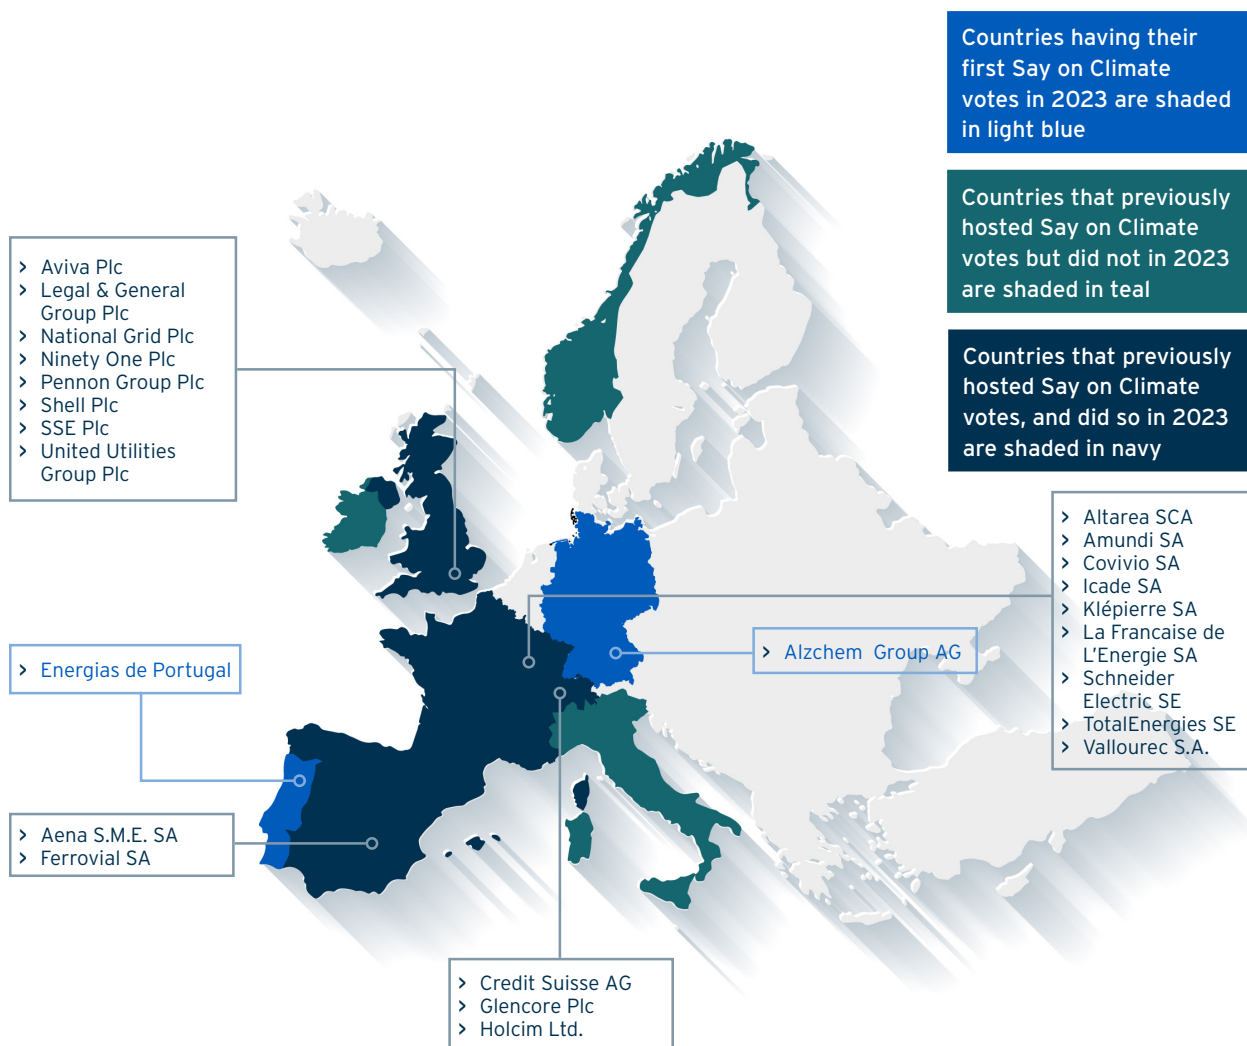 Countries having their
first Say on Climate
votes in 2023 are shaded
in light blue
Countries that previously
hosted Say on Climate
votes but did not in 2023
are shaded in teal
Countries that previously
hosted Say on Climate
votes, and did so in 2023
are shaded in navy
> Aviva Plc
> Legal & General
Group Plc
> National Grid Plc
> Ninety One Plc
> Pennon Group Plc
> Shell Plc
> SSE Plc
> United Utilities
Group Plc
> Altarea SCA
> Amundi SA
> Covivio SA
> Icade SA
> Klépierre SA
> La Francaise de
L'Energie SA
> Schneider
Electric SE
> TotalEnergies SE
> Vallourec S.A.
> Energias de Portugal
> Alzchem Group AG
> Aena S.M.E. SA
> Ferrovial SA
> Credit Suisse AG
> Glencore Plc
> Holcim Ltd.